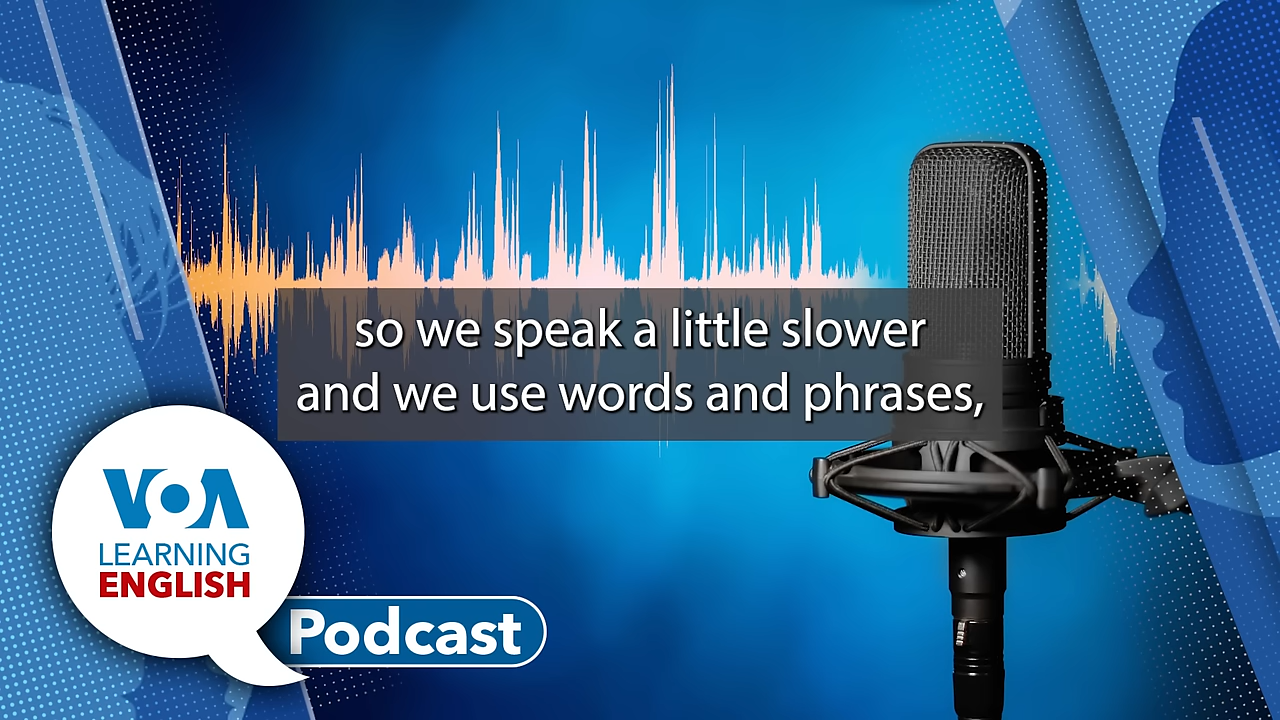 so we speak a little slower
and we use words and phrases,
VOA
LEARNING
ENGLISH
Podcast